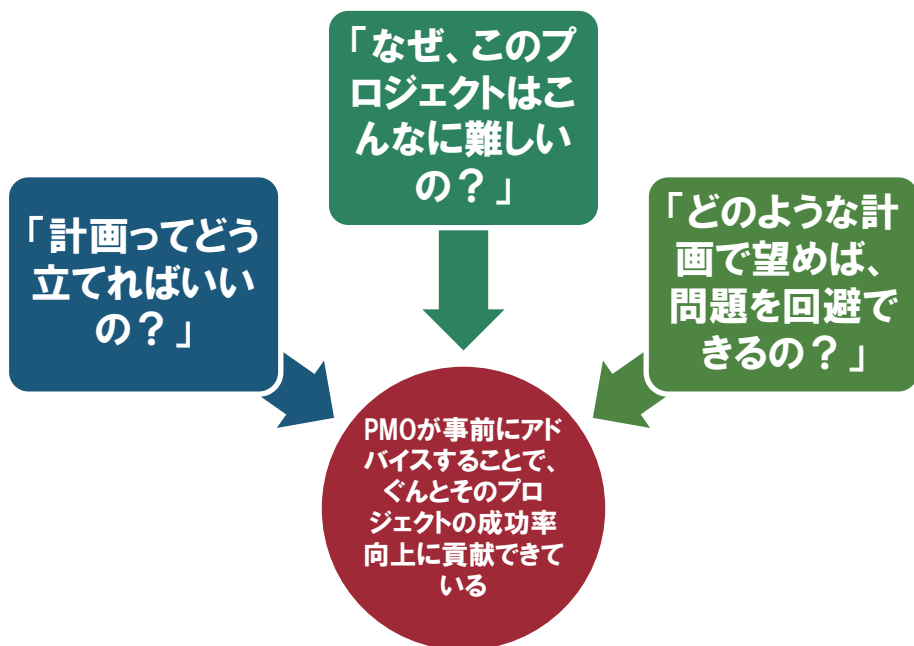 「なぜ、このプ
ロジェクトはこ
んなに難しい
の？」
「計画ってどう
立てればいい
の？」
「どのような計
画で望めば、
問題を回避で
きるの？」
PMOが事前にアド
バイスすることで、
ぐんとそのプロ
ジェクトの成功率
向上に貢献できて
いる